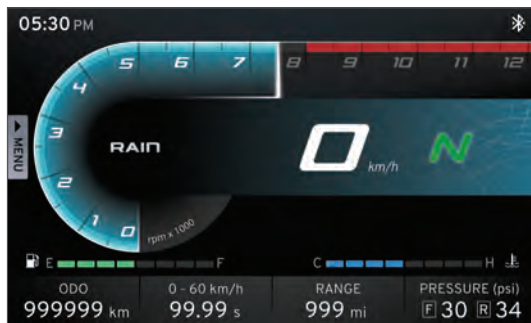 05:30 PM
5 6 7 8 9 10 11 12
4
3
2
1
0
MENU
RAIN
0 km/h N
rpm x 1000
E F C H
ODO 0 - 60 km/h RANGE PRESSURE (psi)
999999 km 99.99 s 999 mi F 30 R 34